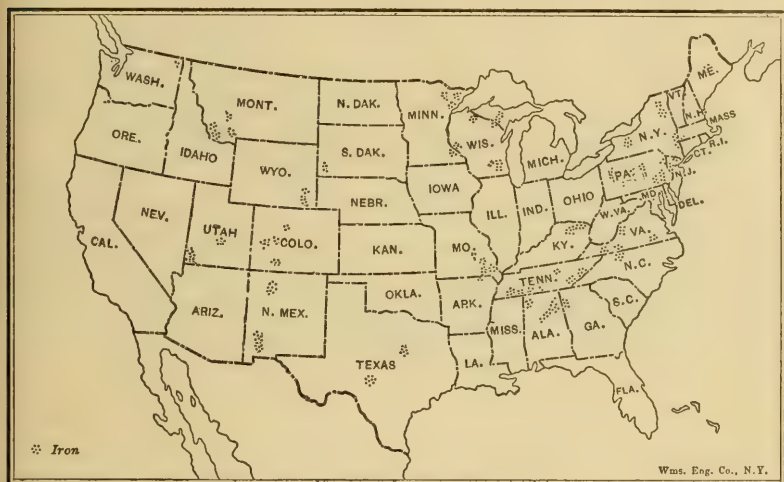 WASH.
MONT.
N. DAK.
MINN.
ME.
VT.
N.H.
MASS
ORE.
IDAHO
S. DAK.
WIS.
MICH.
N.Y.
R.I.
CT.
WYO.
IOWA
PA.
N.J.
NEBR.
ILL.
IND.
OHIO
MD
DEL.
NEV.
UTAH
COLO.
W.VA.
VA.
CAL.
KAN.
MO.
KY.
N.C.
TENN.
OKLA.
ARK.
S.C.
ARIZ.
N. MEX.
MISS.
ALA.
GA.
TEXAS
LA.
FLA.
Iron
Wms. Eng. Co., N.Y.